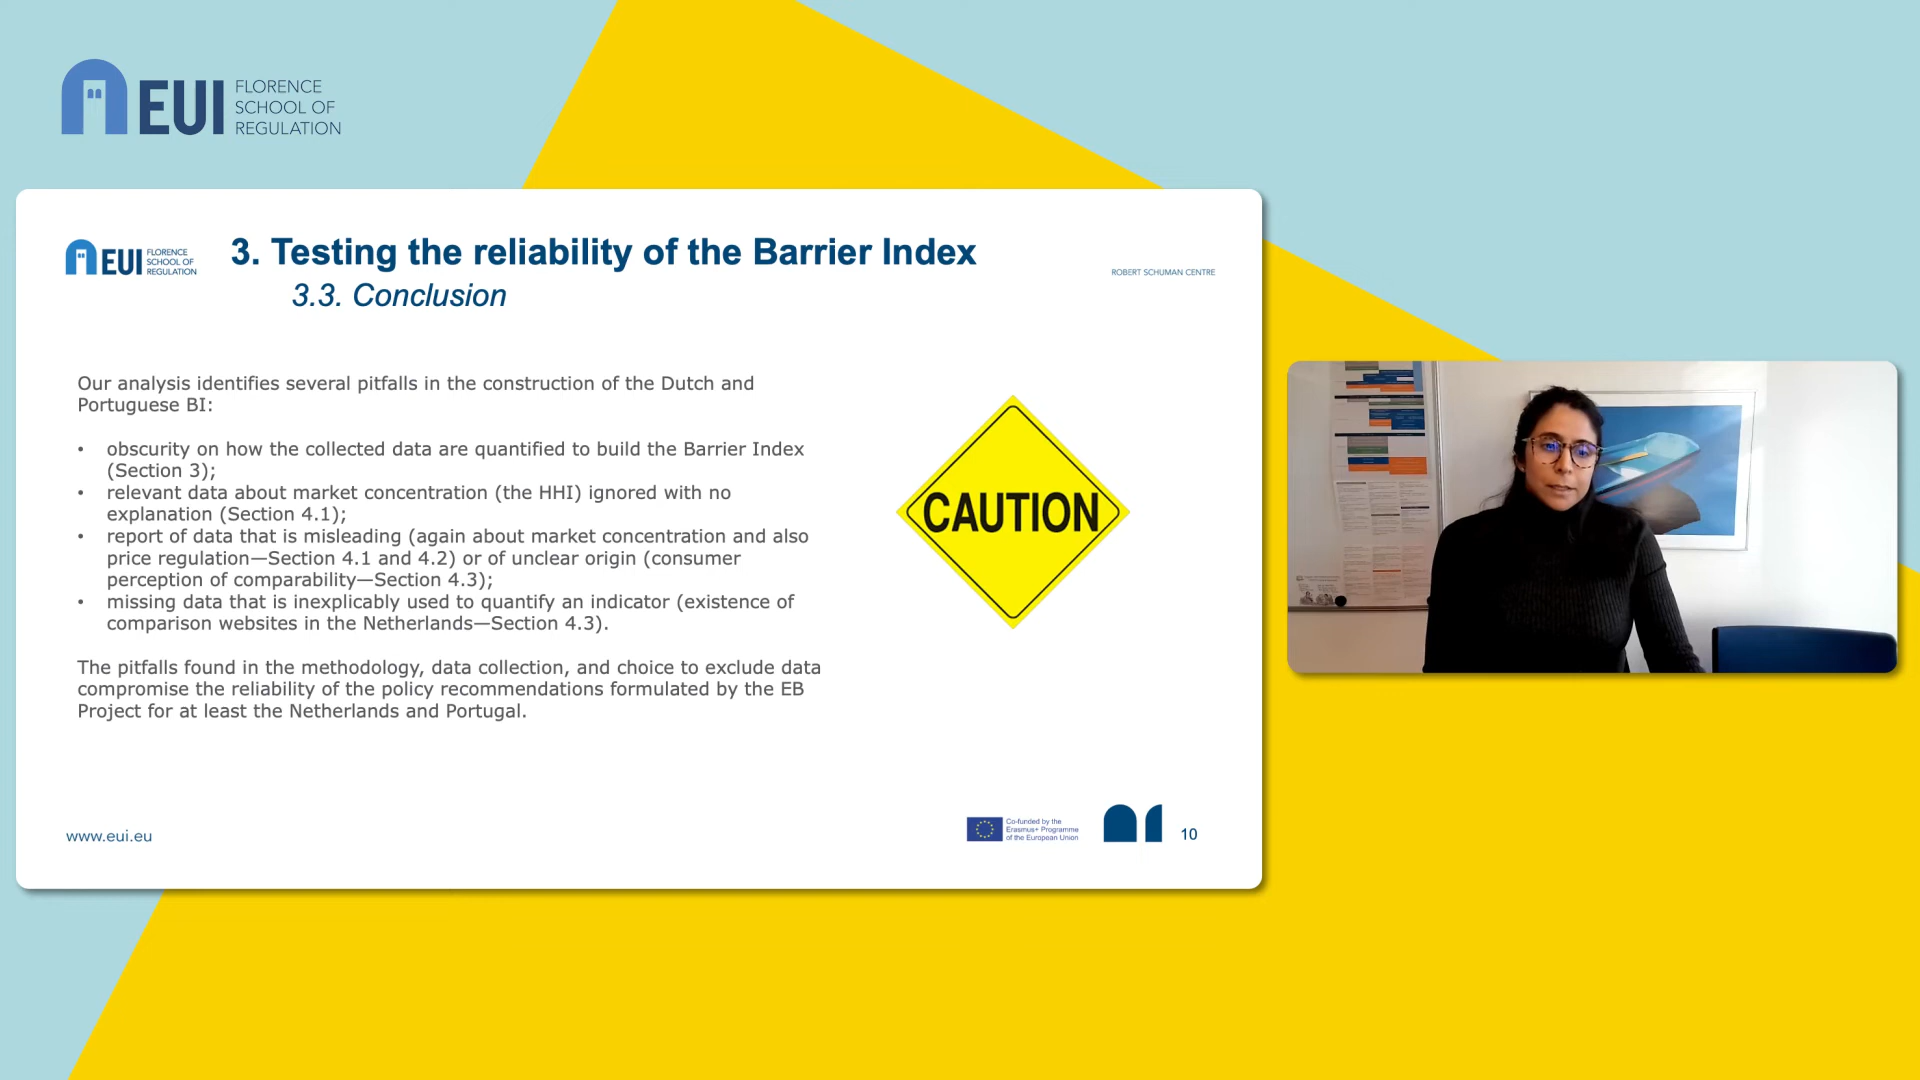 EUI
FLORENCE
SCHOOL OF
REGULATION
EUI
FLORENCE
SCHOOL OF
REGULATION
3. Testing the reliability of the Barrier Index
3.3. Conclusion
ROBERT SCHUMAN CENTRE
Our analysis identifies several pitfalls in the construction of the Dutch and
Portuguese BI:
• obscurity on how the collected data are quantified to build the Barrier Index
(Section 3);
• relevant data about market concentration (the HHI) ignored with no
explanation (Section 4.1);
• report of data that is misleading (again about market concentration and also
price regulation—Section 4.1 and 4.2) or of unclear origin (consumer
perception of comparability—Section 4.3);
• missing data that is inexplicably used to quantify an indicator (existence of
comparison websites in the Netherlands—Section 4.3).
The pitfalls found in the methodology, data collection, and choice to exclude data
compromise the reliability of the policy recommendations formulated by the EB
Project for at least the Netherlands and Portugal.
CAUTION
www.eui.eu
Co-funded by the
Erasmus+ Programme
of the European Union
10